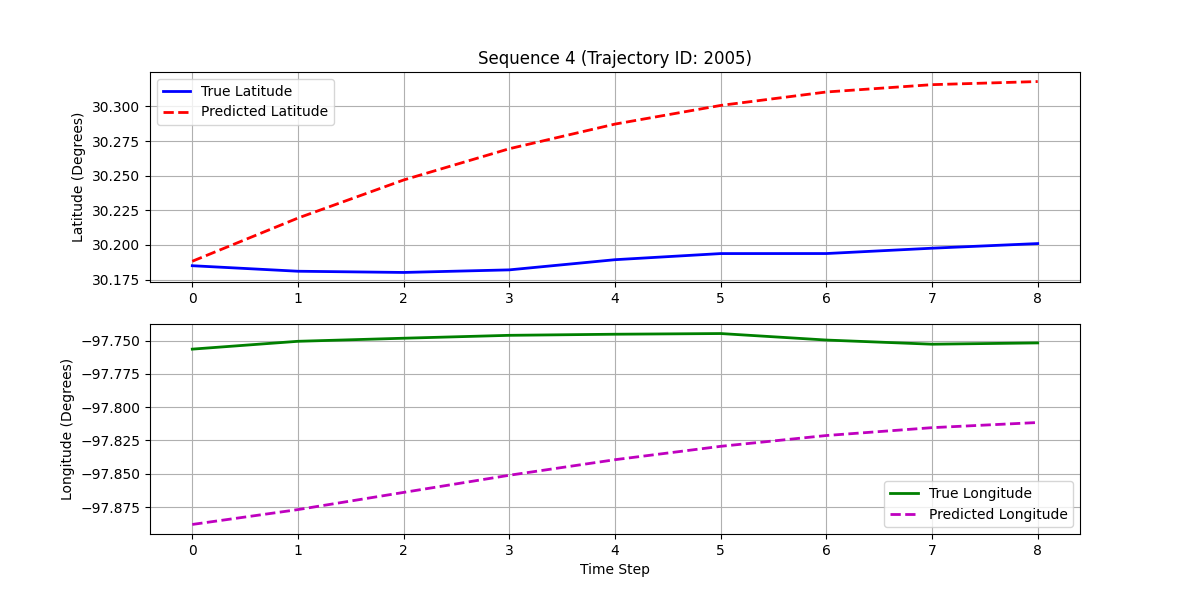 Sequence 4 (Trajectory ID: 2005)
True Latitude
Predicted Latitude
Latitude (Degrees)
30.300
30.275
30.250
30.225
30.200
30.175
0 1 2 3 4 5 6 7 8
Longitude (Degrees)
−97.750
−97.775
−97.800
−97.825
−97.850
−97.875
True Longitude
Predicted Longitude
0 1 2 3 4 5 6 7 8
Time Step